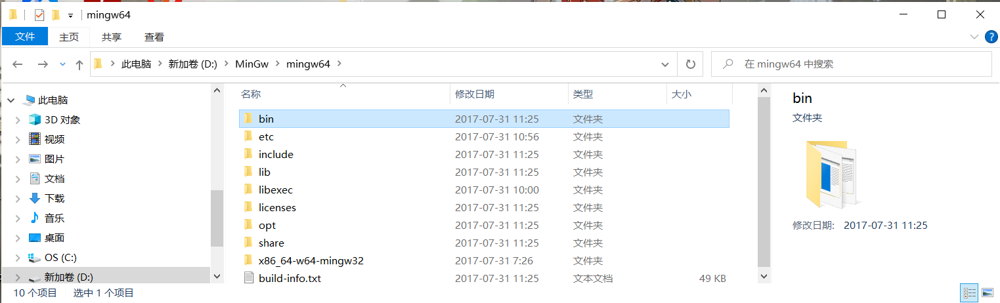 mingw64
文件 主页 共享 查看
此电脑 新加卷 (D:) MinGw mingw64 在 mingw64 中搜索
此电脑
3D 对象
视频
图片
文档
下载
音乐
桌面
OS (C:)
新加卷 (D:)
名称 修改日期 类型 大小
bin 2017-07-31 11:25 文件夹
etc 2017-07-31 10:56 文件夹
include 2017-07-31 11:25 文件夹
lib 2017-07-31 11:25 文件夹
libexec 2017-07-31 10:00 文件夹
licenses 2017-07-31 11:25 文件夹
opt 2017-07-31 11:25 文件夹
share 2017-07-31 11:25 文件夹
x86_64-w64-mingw32 2017-07-31 7:26 文件夹
build-info.txt 2017-07-31 11:25 文本文档 49 KB
bin
文件夹
修改日期: 2017-07-31 11:25
10 个项目 选中 1 个项目